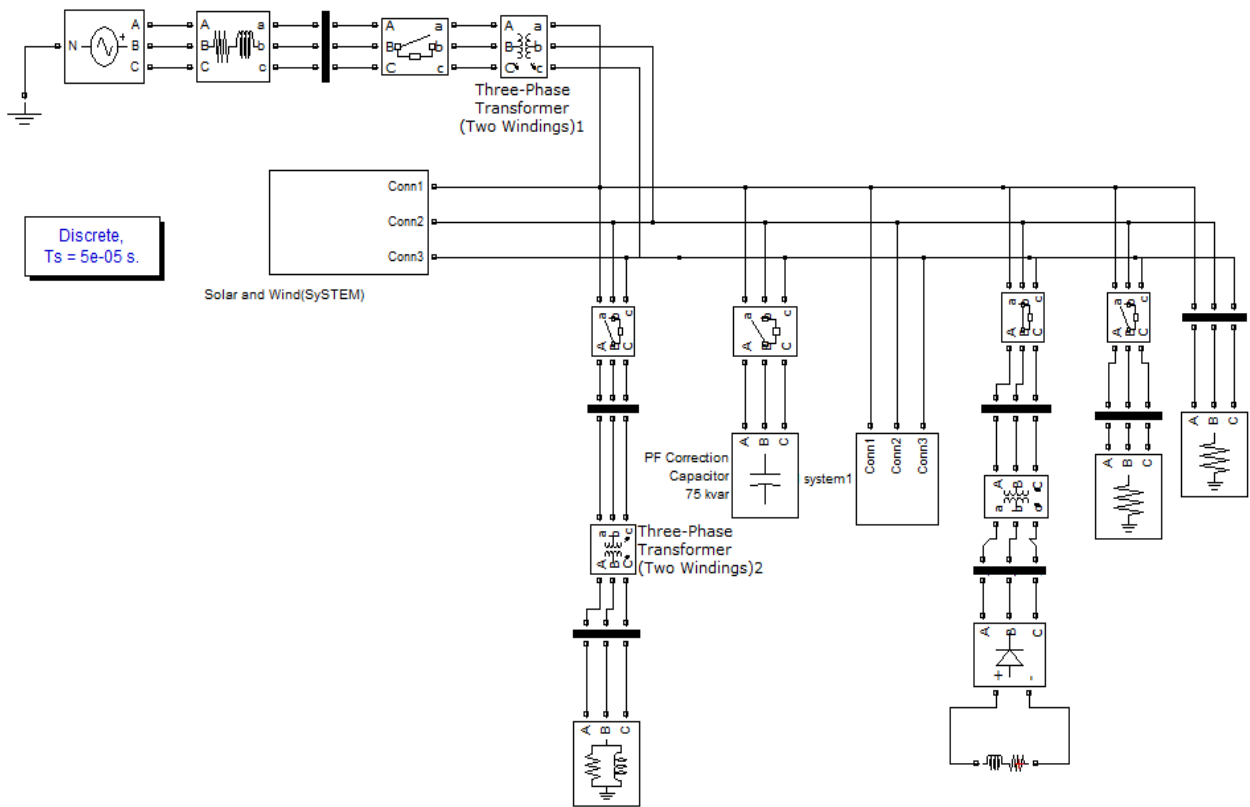 A A a A a A a
N + B B b B b B b
C C c C c C c
Three-Phase
Transformer
(Two Windings)1
Conn1
Conn2
Conn3
Discrete,
Ts = 5e-05 s.
Solar and Wind(SySTEM)
a b c
A B C
a b c
A B C
a b c
A B C
a b c
A B C
A B C
PF Correction
Capacitor
75 kvar
A B C
system1
Conn1
Conn2
Conn3
A B C
a b c
A B C
A B C
a b c
A B C
Three-Phase
Transformer
(Two Windings)2
A B C
+ -
A B C